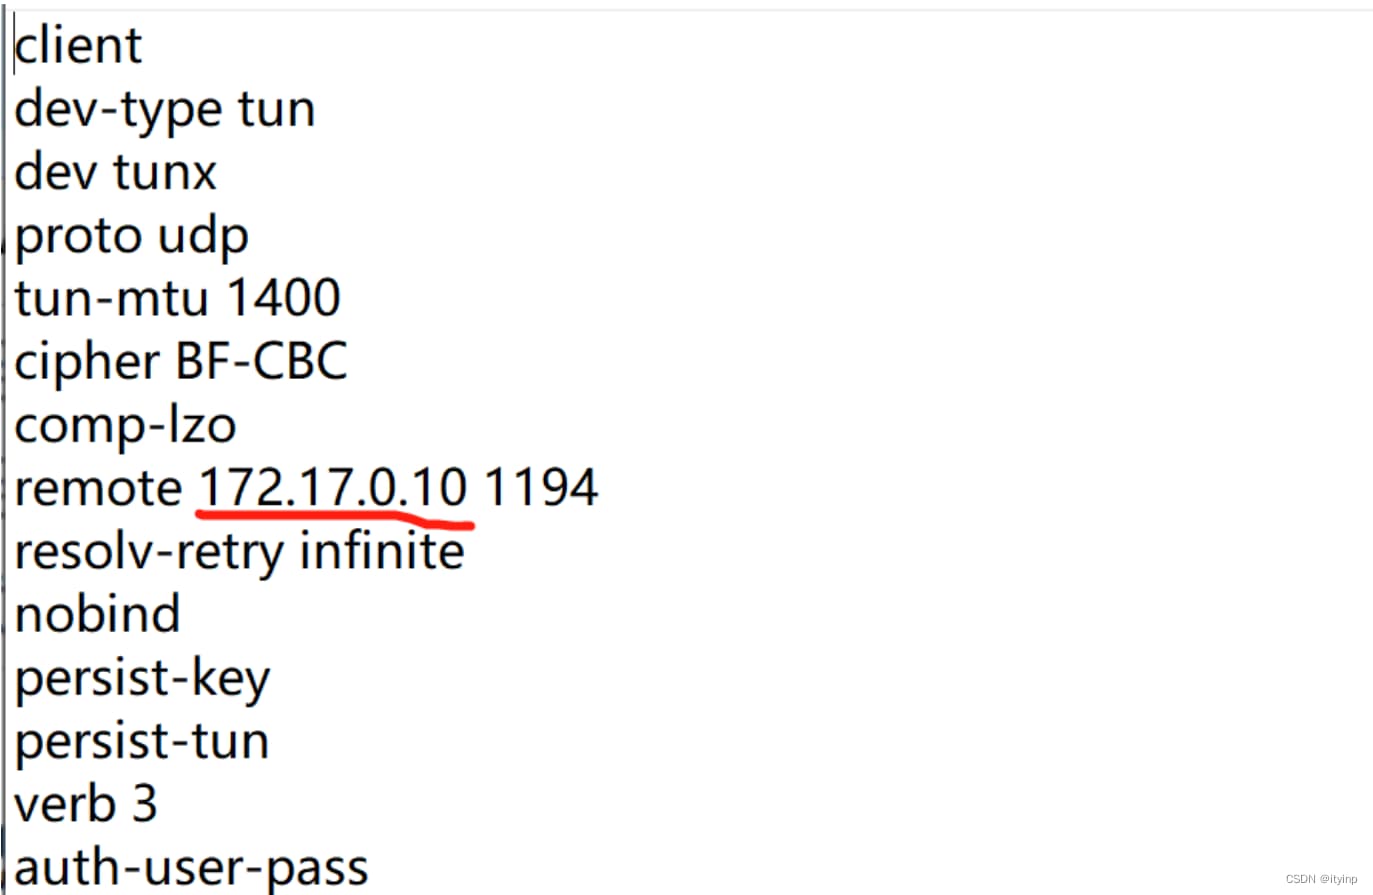 client
dev-type tun
dev tunx
proto udp
tun-mtu 1400
cipher BF-CBC
comp-lzo
remote 172.17.0.10 1194
resolv-retry infinite
nobind
persist-key
persist-tun
verb 3
auth-user-pass
CSDN @ityinp